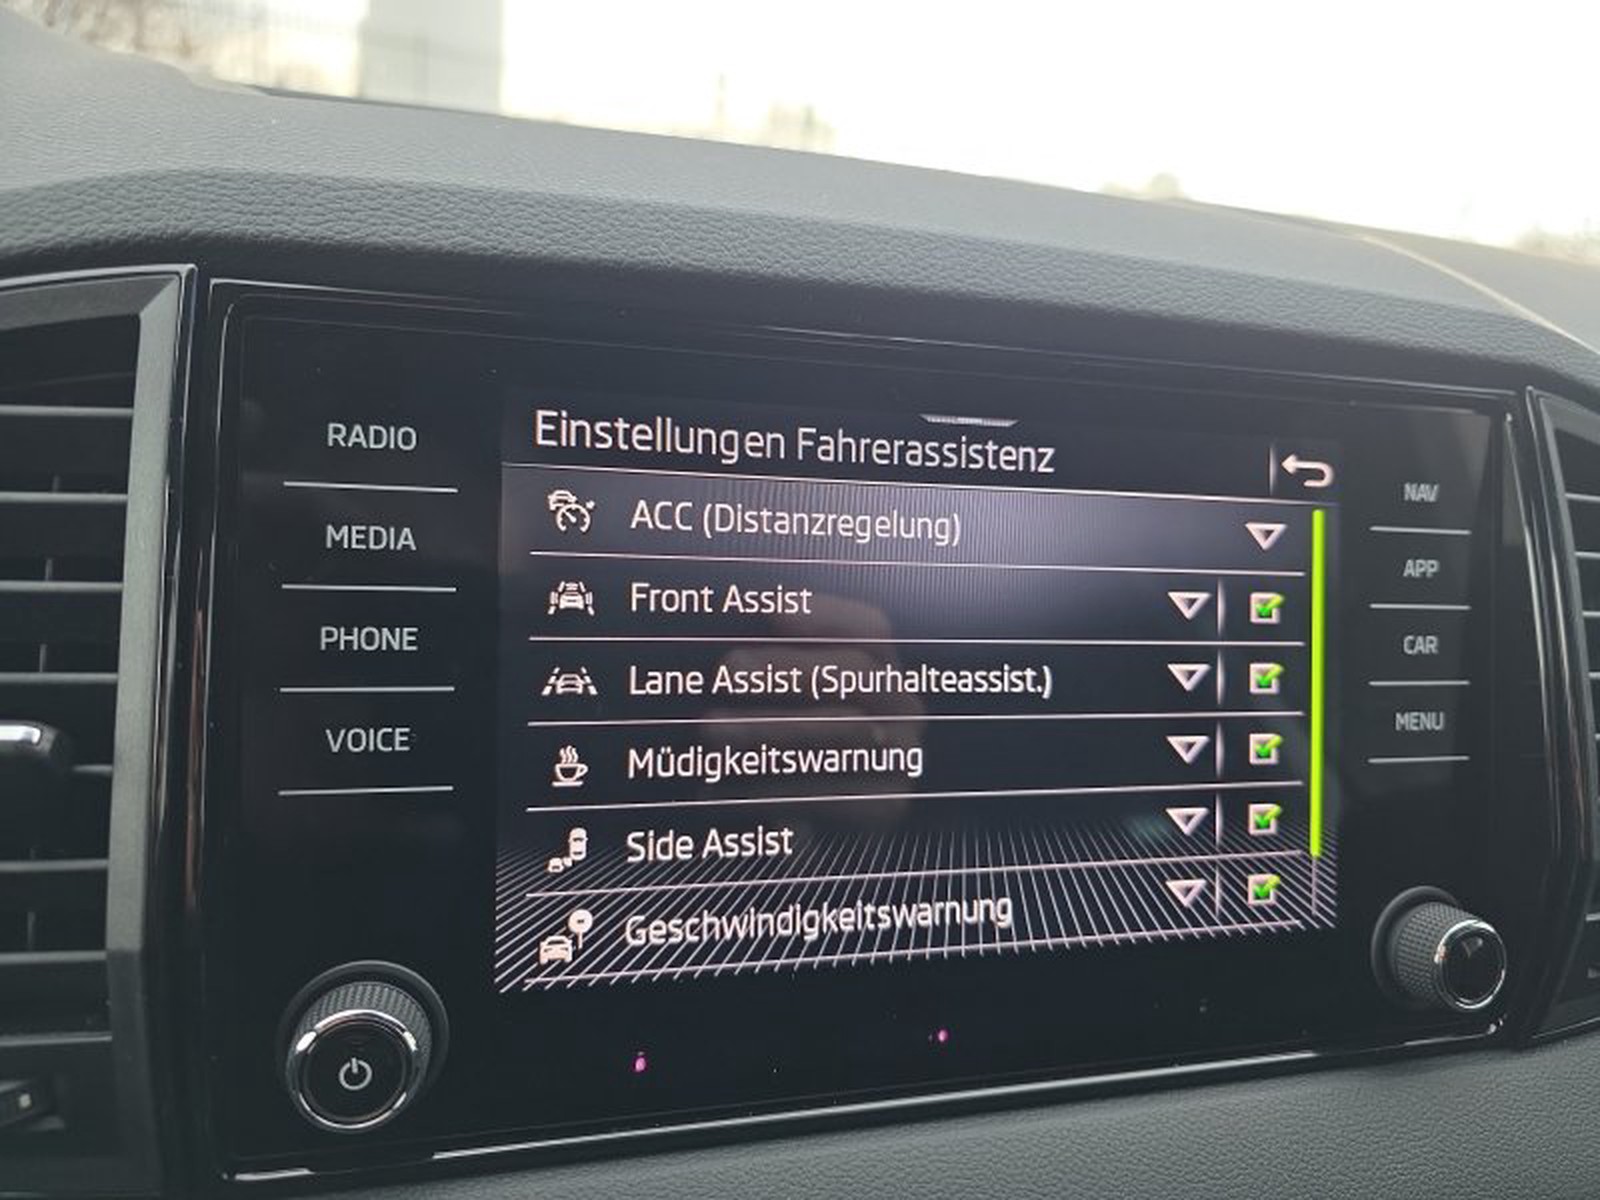 RADIO
MEDIA
PHONE
VOICE
Einstellungen Fahrerassistenz
ACC (Distanzregelung)
Front Assist
Lane Assist (Spurhalteassist.)
Müdigkeitswarnung
Side Assist
Geschwindigkeitswarnung
NAV
APP
CAR
MENU